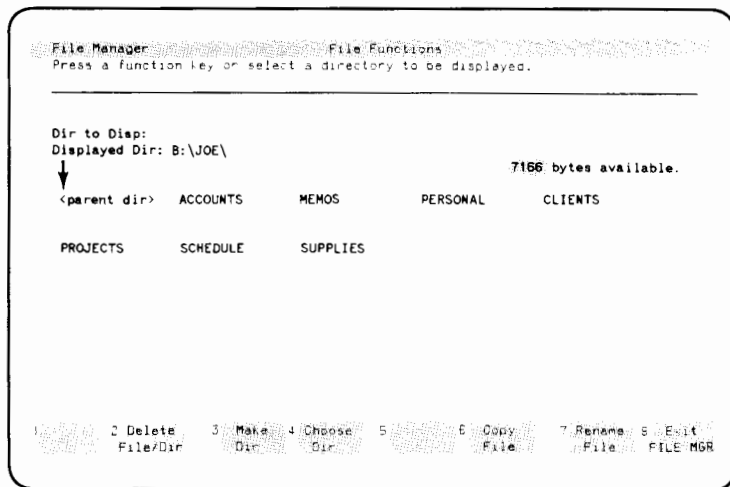 File Manager File Functions
Press a function key or select a directory to be displayed.
Dir to Disp:
Displayed Dir: B:\JOE\
7166 bytes available.
<parent dir> ACCOUNTS MEMOS PERSONAL CLIENTS
PROJECTS SCHEDULE SUPPLIES
1 2 Delete 3 Make 4 Choose 5 6 Copy 7 Rename 8 Exit
File/Dir Dir Dir File File FILE MGR